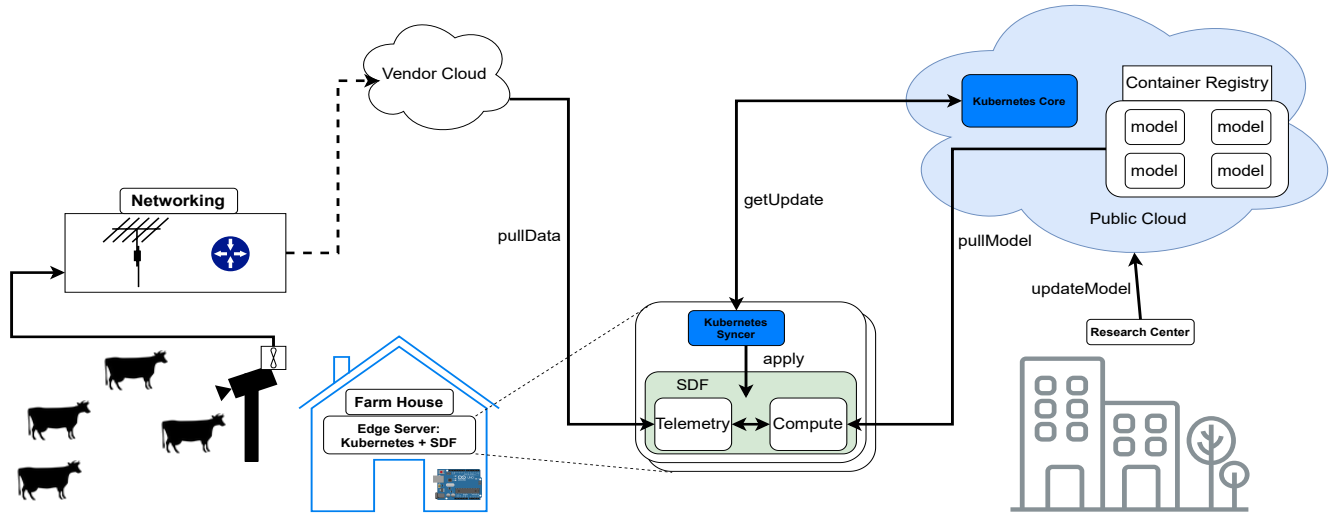 Vendor Cloud
Kubernetes Core
Container Registry
model
model
model
model
Public Cloud
Networking
getUpdate
pullData
pullModel
updateModel
Research Center
Kubernetes
Syncer
apply
SDF
Telemetry
Compute
Farm House
Edge Server:
Kubernetes + SDF